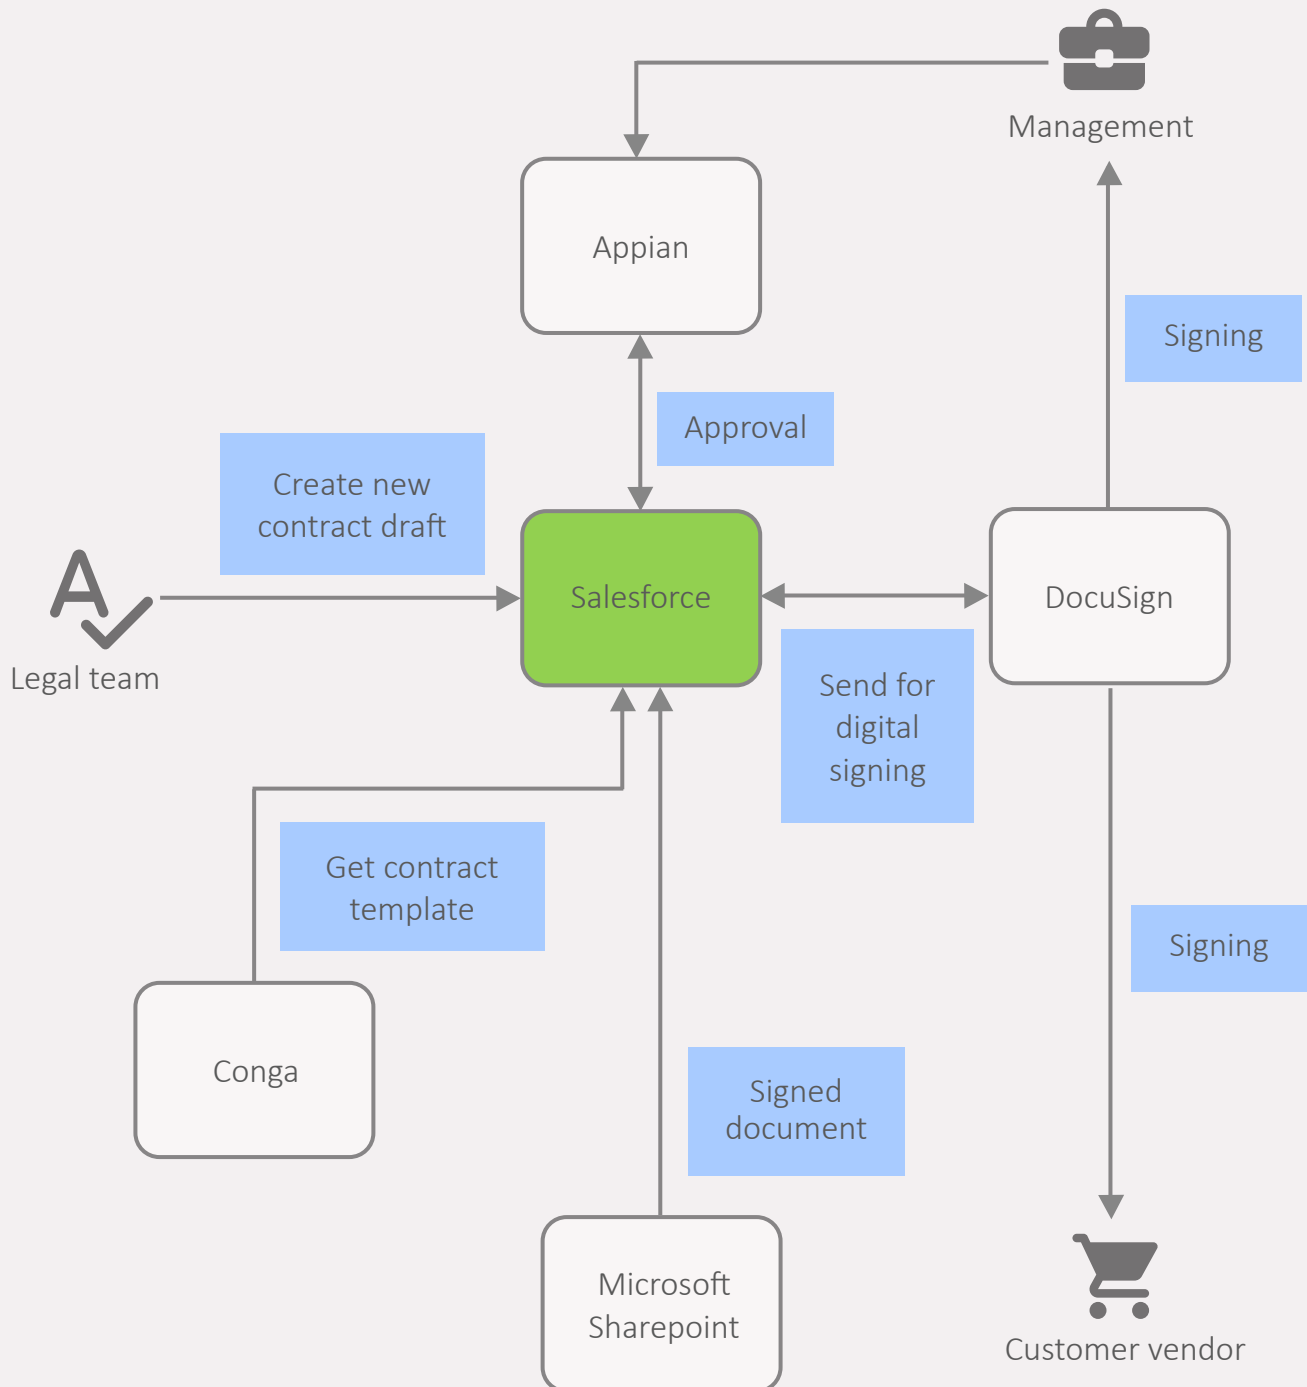 Management
Appian
Signing
Approval
Create new
contract draft
Salesforce
DocuSign
Legal team
Send for
digital
signing
Get contract
template
Signing
Conga
Signed
document
Microsoft
Sharepoint
Customer vendor